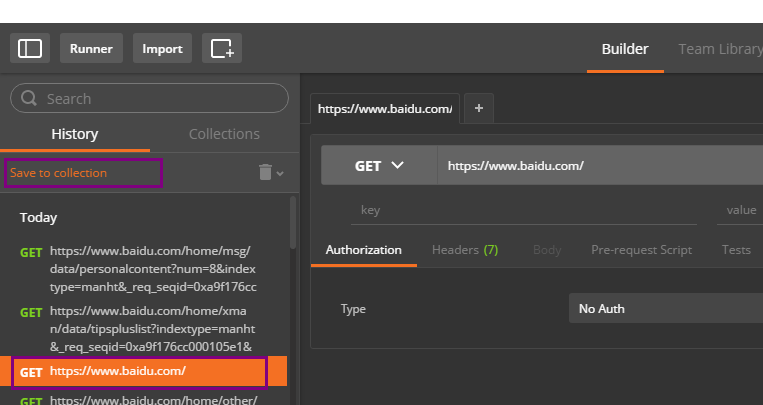 Runner
Import
Builder
Team Library
Search
History
Collections
Save to collection
Today
GET https://www.baidu.com/home/msg/
data/personalcontent?num=8&index
type=manht&_req_seqid=0xa9f176cc
GET https://www.baidu.com/home/xma
n/data/tipspluslist?indextype=manht
&_req_seqid=0xa9f176cc000105e1&
GET https://www.baidu.com/
GET https://www.baidu.com/home/other/
https://www.baidu.com/
+
GET
https://www.baidu.com/
key
value
Authorization
Headers (7)
Body
Pre-request Script
Tests
Type
No Auth